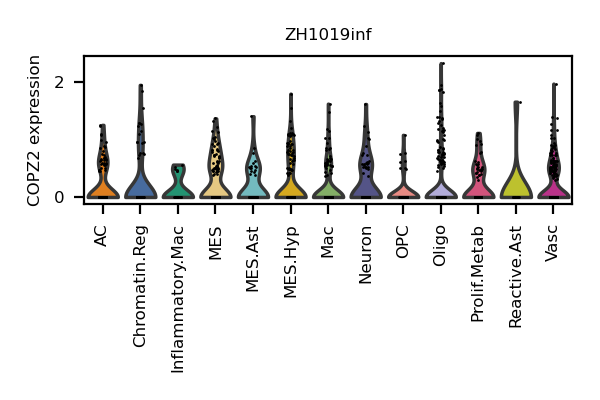 ZH1019inf
COPZ2 expression
2
0
AC
Chromatin.Reg
Inflammatory.Mac
MES
MES.Ast
MES.Hyp
Mac
Neuron
OPC
Oligo
Prolif.Metab
Reactive.Ast
Vasc